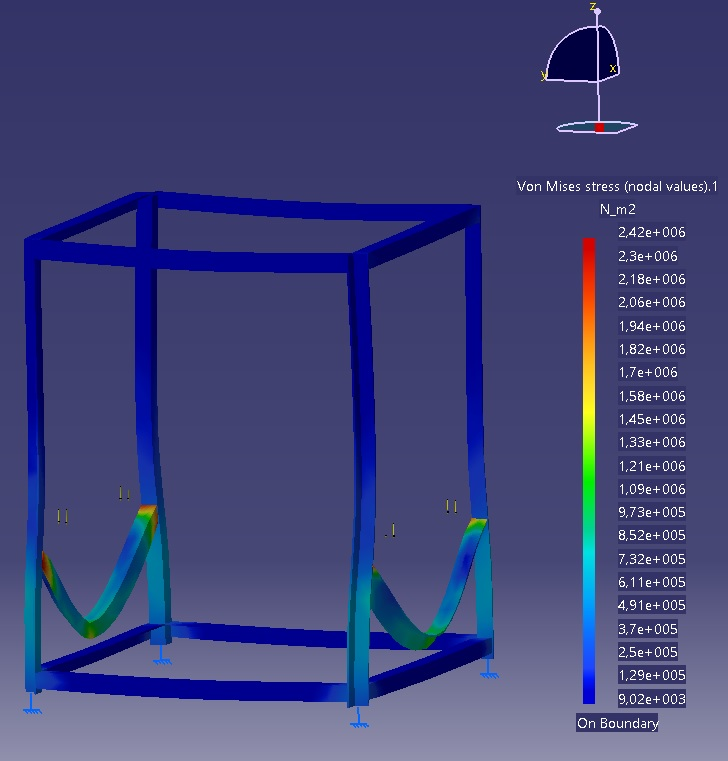 z
y
x
Von Mises stress (nodal values).1
N_m2
2,42e+006
2,3e+006
2,18e+006
2,06e+006
1,94e+006
1,82e+006
1,7e+006
1,58e+006
1,45e+006
1,33e+006
1,21e+006
1,09e+006
9,73e+005
8,52e+005
7,32e+005
6,11e+005
4,91e+005
3,7e+005
2,5e+005
1,29e+005
9,02e+003
On Boundary